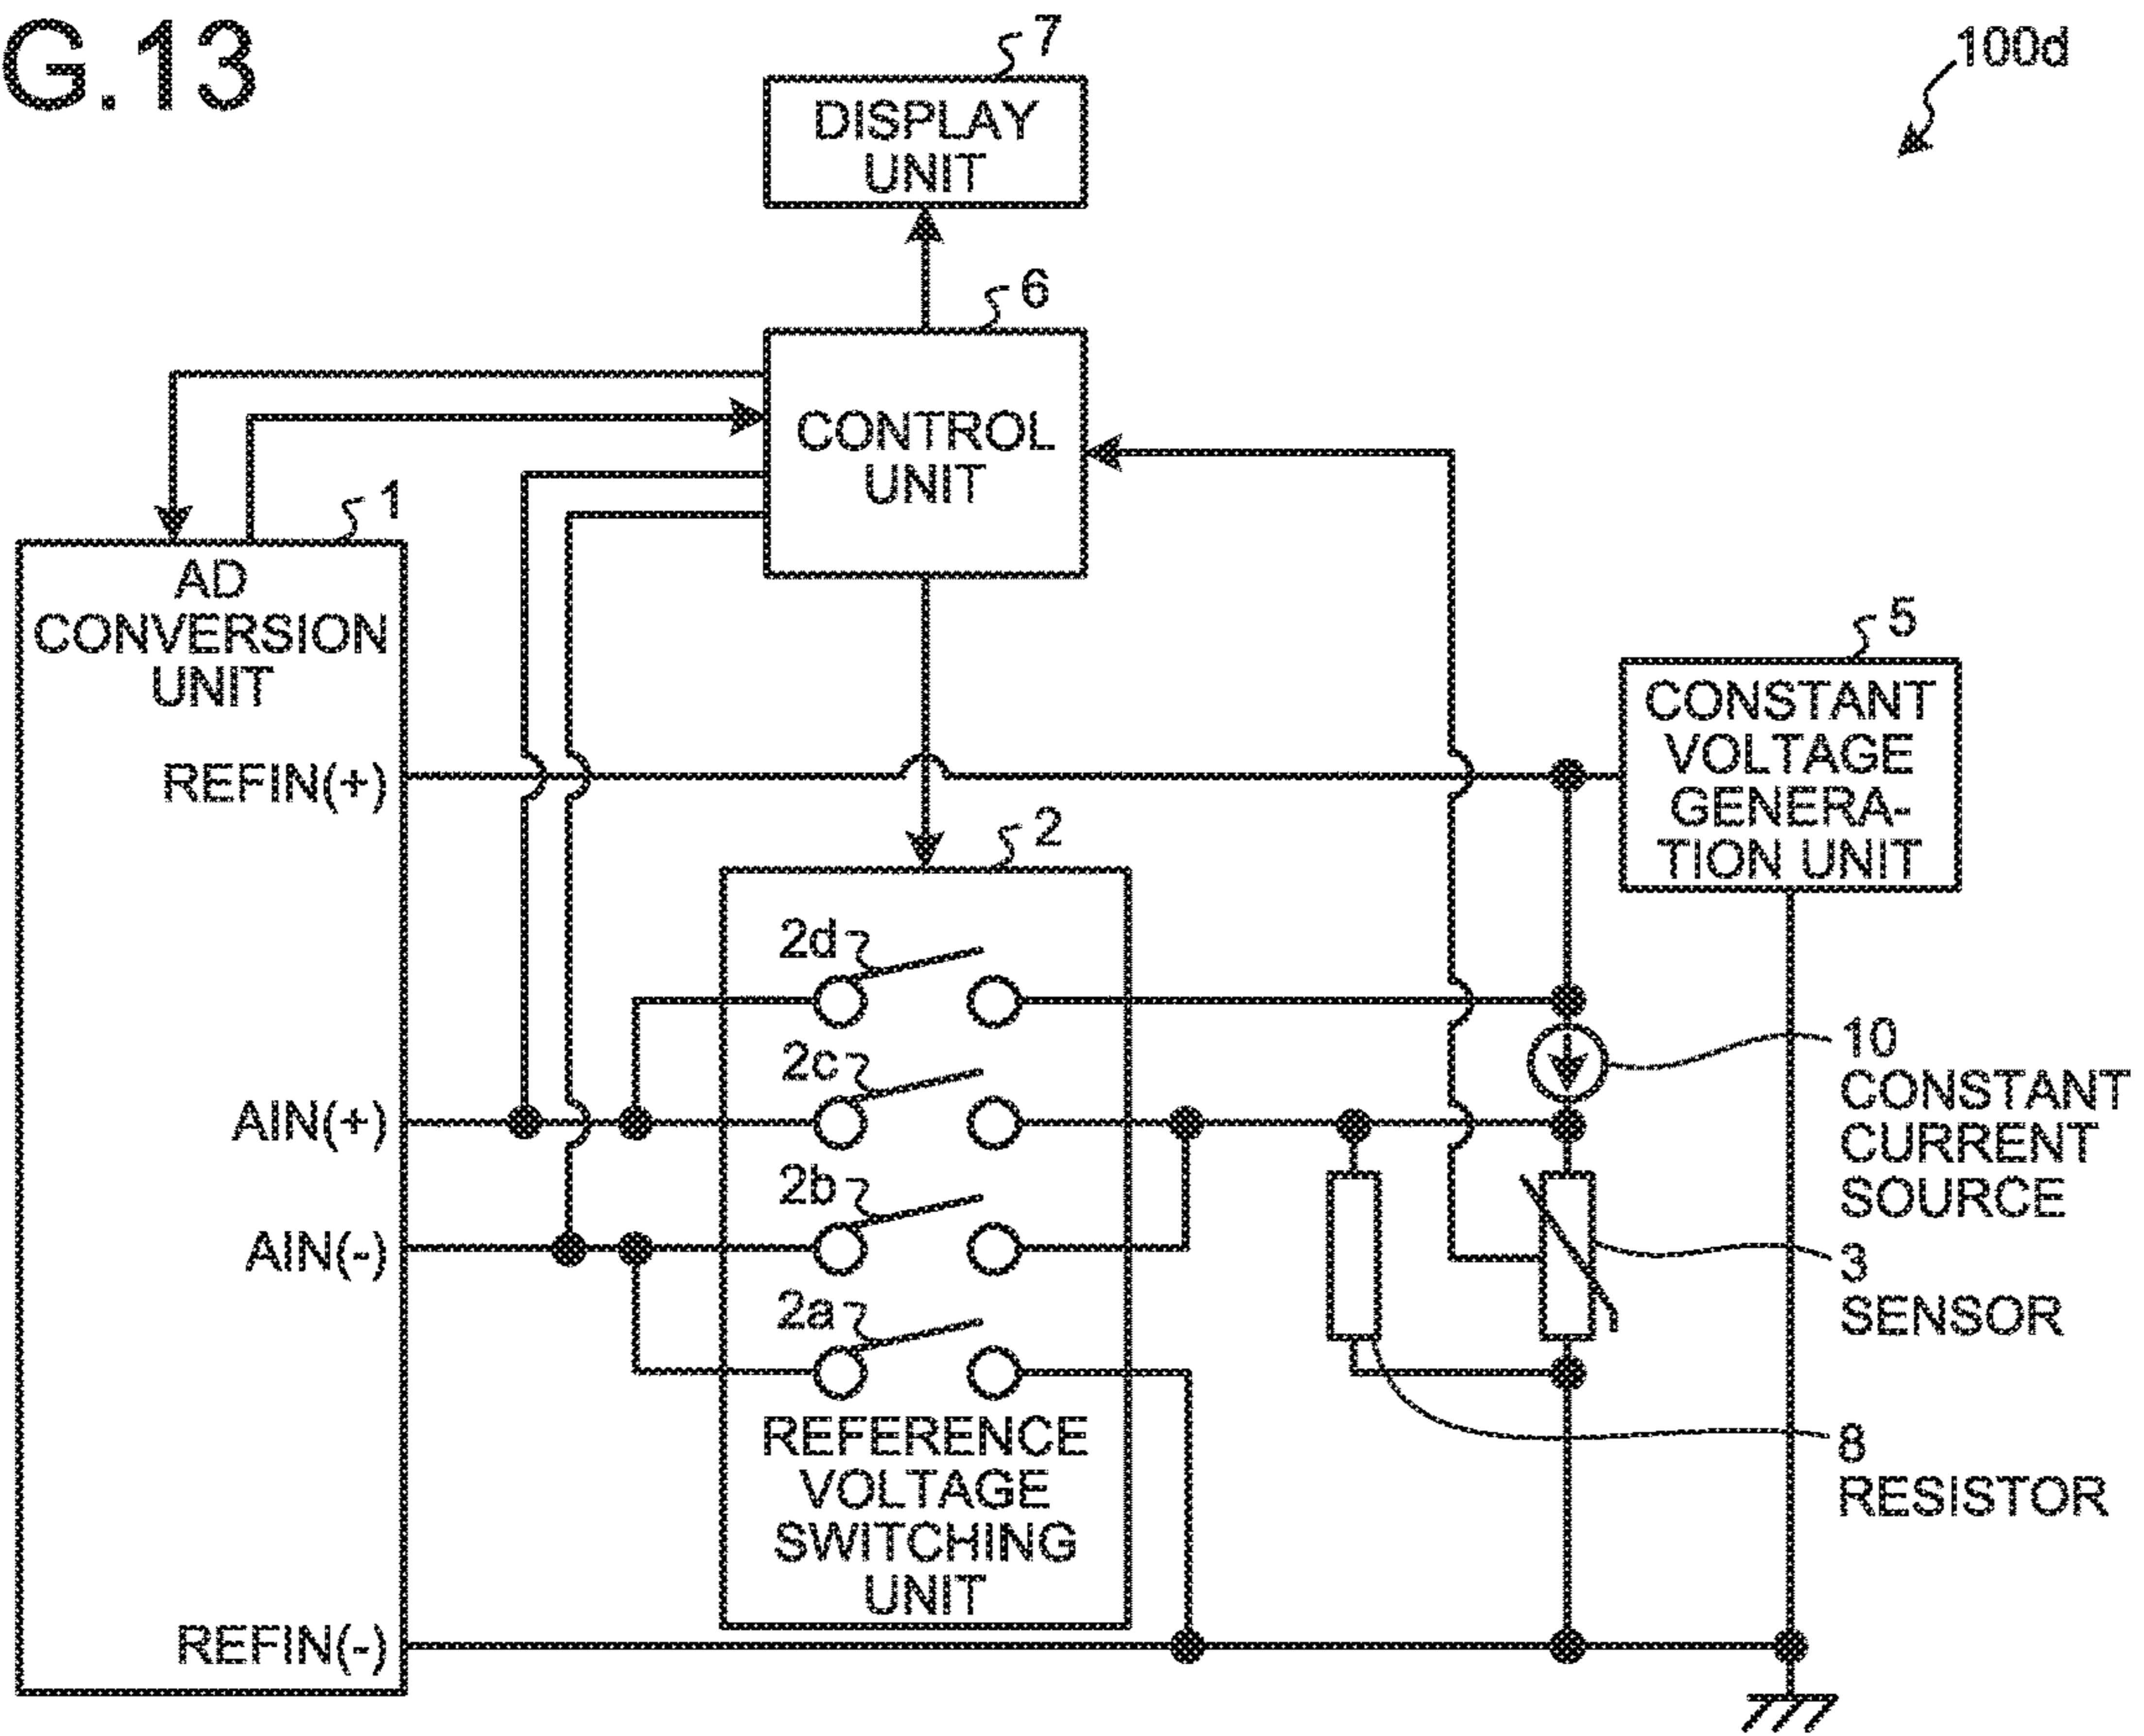 G.13
7
100d
DISPLAY
UNIT
6
CONTROL
UNIT
1
AD
CONVERSION
UNIT
5
CONSTANT
VOLTAGE
GENERA-
TION UNIT
REFIN(+)
2
2d
10
CONSTANT
CURRENT
SOURCE
2c
AIN(+)
2b
AIN(-)
3
SENSOR
2a
REFERENCE
VOLTAGE
SWITCHING
UNIT
8
RESISTOR
REFIN(-)